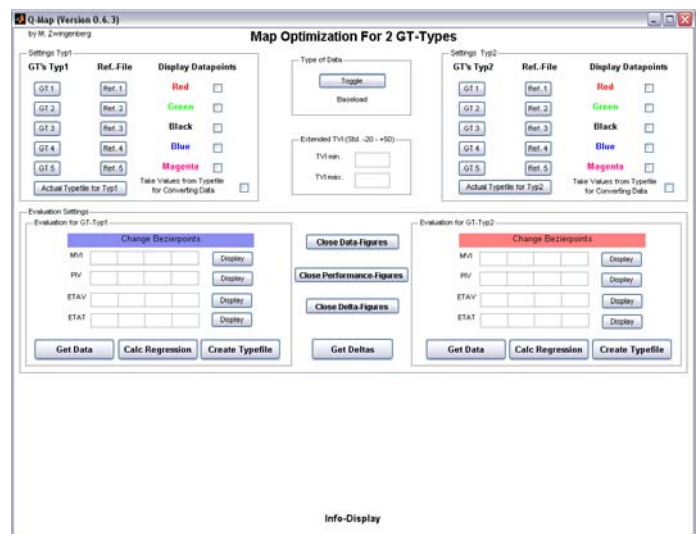 Q-Map (Version 0.6.3)
by M. Zwingenberg
Map Optimization For 2 GT-Types
Settings Typ1
GT's Typ1 Ref.-File Display Datapoints
GT 1 Ref. 1 Red
GT 2 Ref. 2 Green
GT 3 Ref. 3 Black
GT 4 Ref. 4 Blue
GT 5 Ref. 5 Magenta
Actual Typefile for Typ1
Take Values from Typefile
for Converting Data
Type of Data
Toggle
Baseload
Extended TVI (Std. -20 - +50)
TVI min.
TVI max.
Settings Typ2
GT's Typ2 Ref.-File Display Datapoints
GT 1 Ref. 1 Red
GT 2 Ref. 2 Green
GT 3 Ref. 3 Black
GT 4 Ref. 4 Blue
GT 5 Ref. 5 Magenta
Actual Typefile for Typ2
Take Values from Typefile
for Converting Data
Evaluation Settings
Evaluation for GT-Typ1
Change Bezierpoints
MVI Display
PIV Display
ETAV Display
ETAT Display
Get Data Calc Regression Create Typefile
Close Data-Figures
Close Performance-Figures
Close Delta-Figures
Get Deltas
Evaluation for GT-Typ2
Change Bezierpoints
MVI Display
PIV Display
ETAV Display
ETAT Display
Get Data Calc Regression Create Typefile
Info-Display